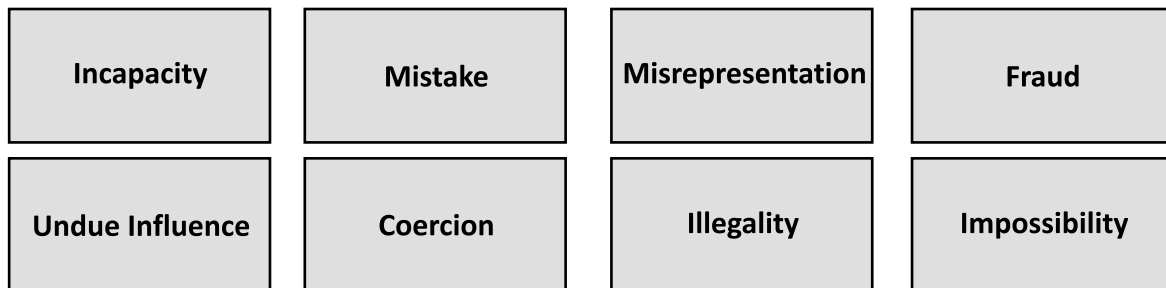 Incapacity
Mistake
Misrepresentation
Fraud
Undue Influence
Coercion
Illegality
Impossibility